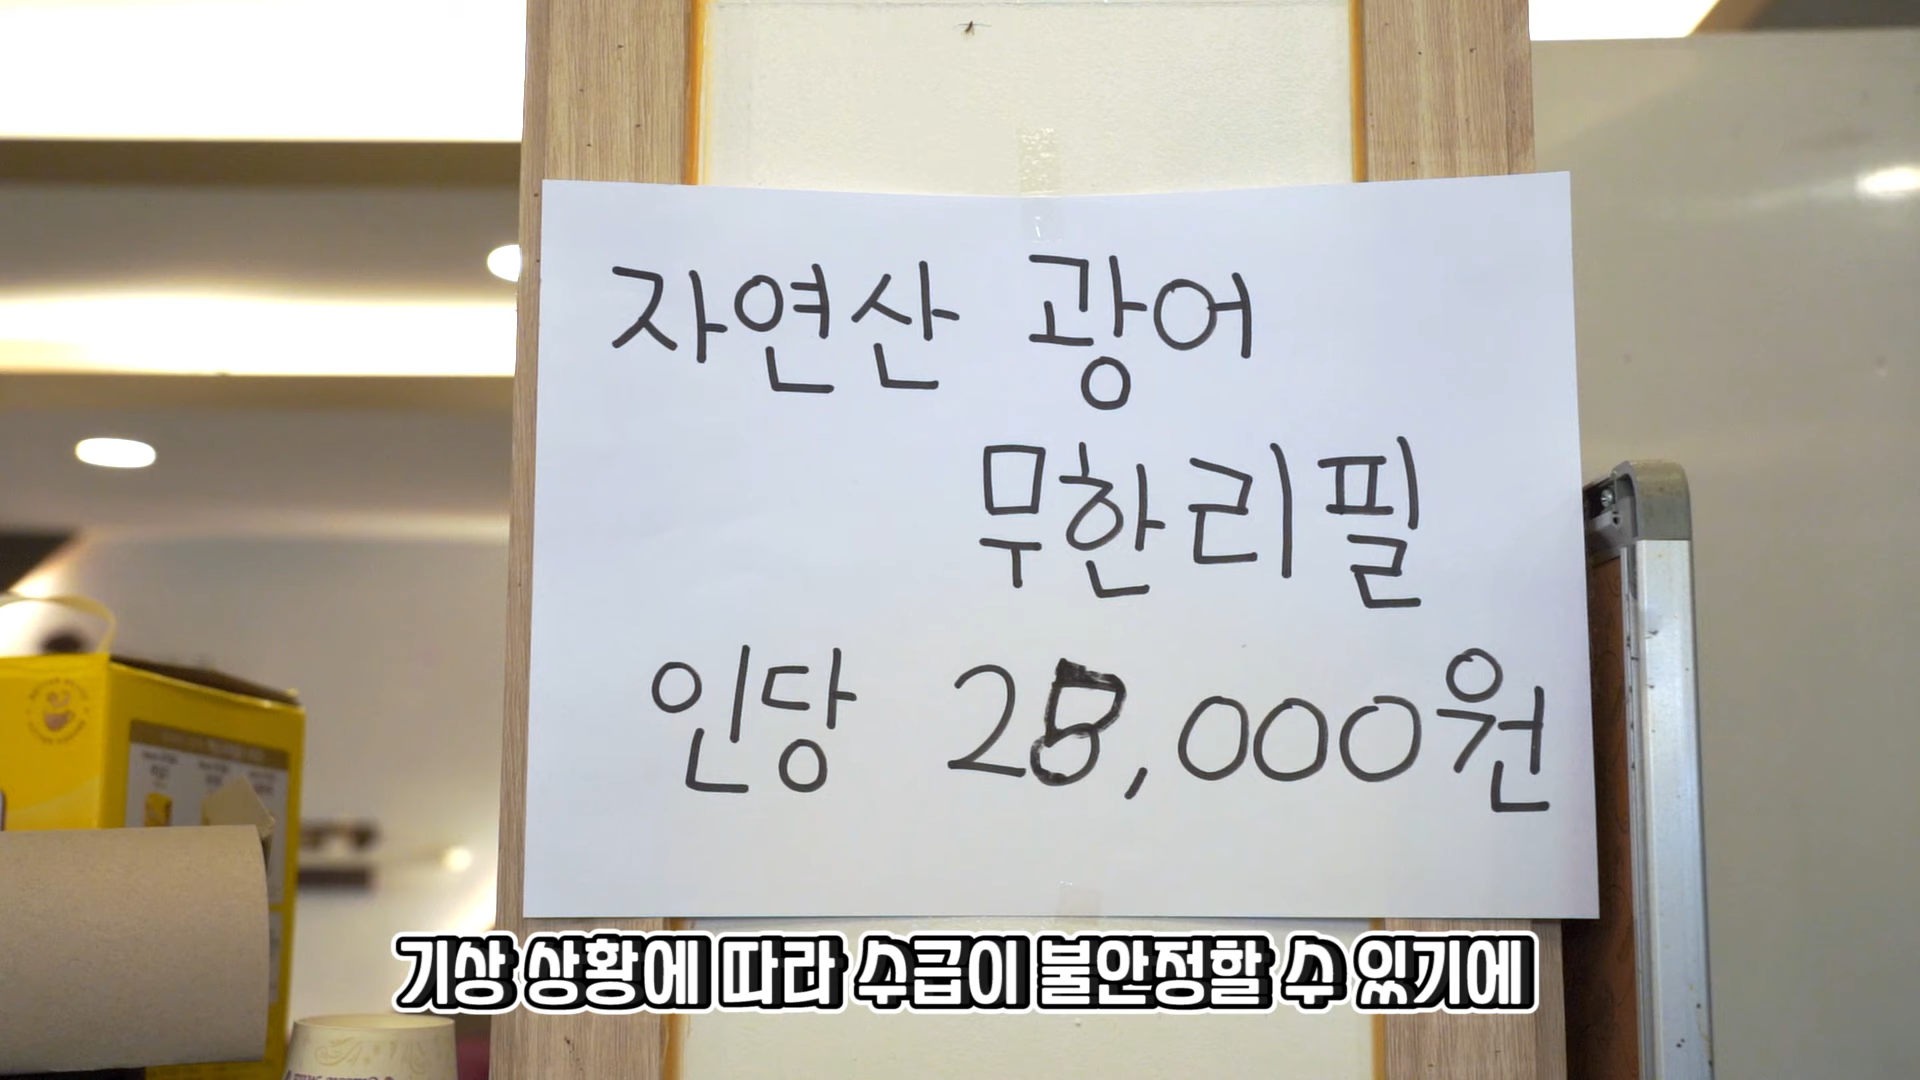 자연산 광어
무한리필
인당 25,000원
기상 상황에 따라 수급이 불안정할 수 있기에